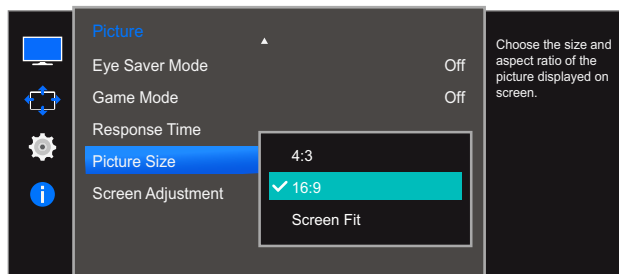 Picture
Eye Saver Mode Off
Game Mode Off
Response Time
Picture Size
Screen Adjustment
4:3
16:9
Screen Fit
Choose the size and
aspect ratio of the
picture displayed on
screen.